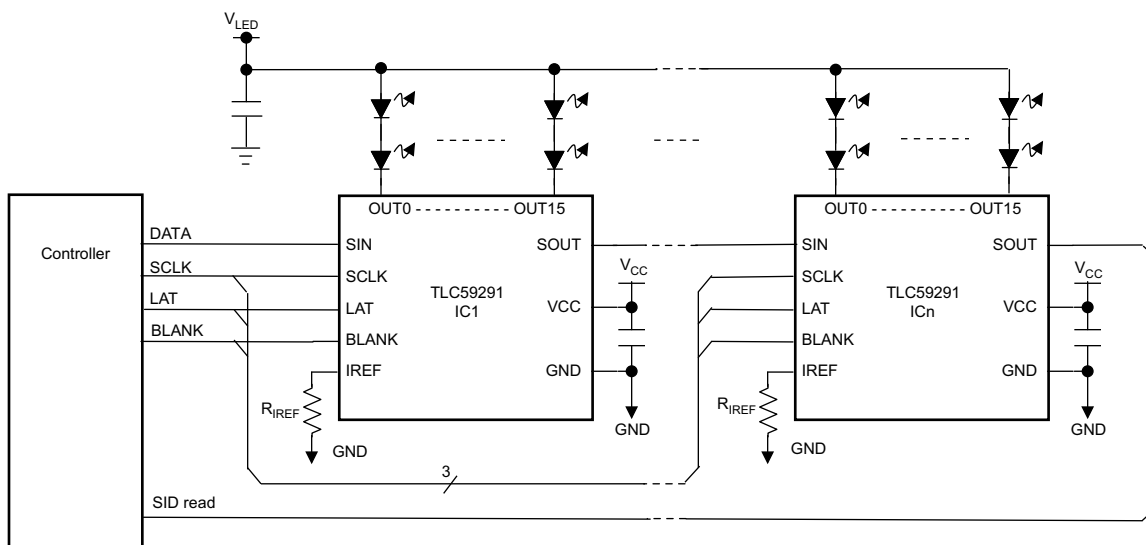 VLED
OUT0 OUT15
OUT0 OUT15
Controller
DATA
SCLK
LAT
BLANK
SIN
SCLK
LAT
BLANK
IREF
TLC59291
IC1
SOUT
VCC
GND
VCC
GND
RIREF
GND
SIN
SCLK
LAT
BLANK
IREF
TLC59291
ICn
SOUT
VCC
GND
VCC
GND
RIREF
GND
3
SID read